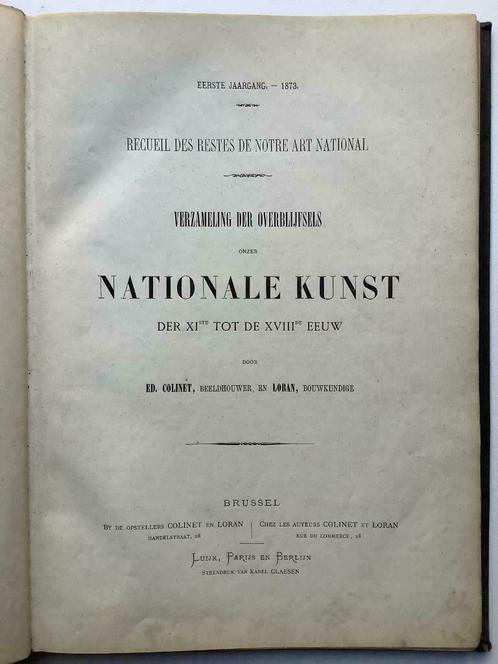 EERSTE JAARGANG. — 1873.
RECUEIL DES RESTES DE NOTRE ART NATIONAL
VERZAMELING DER OVERBLIJFSELS
ONZER
NATIONALE KUNST
DER XISTE TOT DE XVIIIDE EEUW
DOOR
ED. COLINET, BEELDHOUWER, EN LORAN, BOUWKUNDIGE
BRUSSEL
BY DE OPSTELLERS COLINET EN LORAN
HANDELSTRAAT, 28
CHEZ LES AUTEURS COLINET ET LORAN
RUE DU COMMERCE, 28
LUIK, PARIJS EN BERLIJN
STEENDRUK VAN KAREL CLAESEN